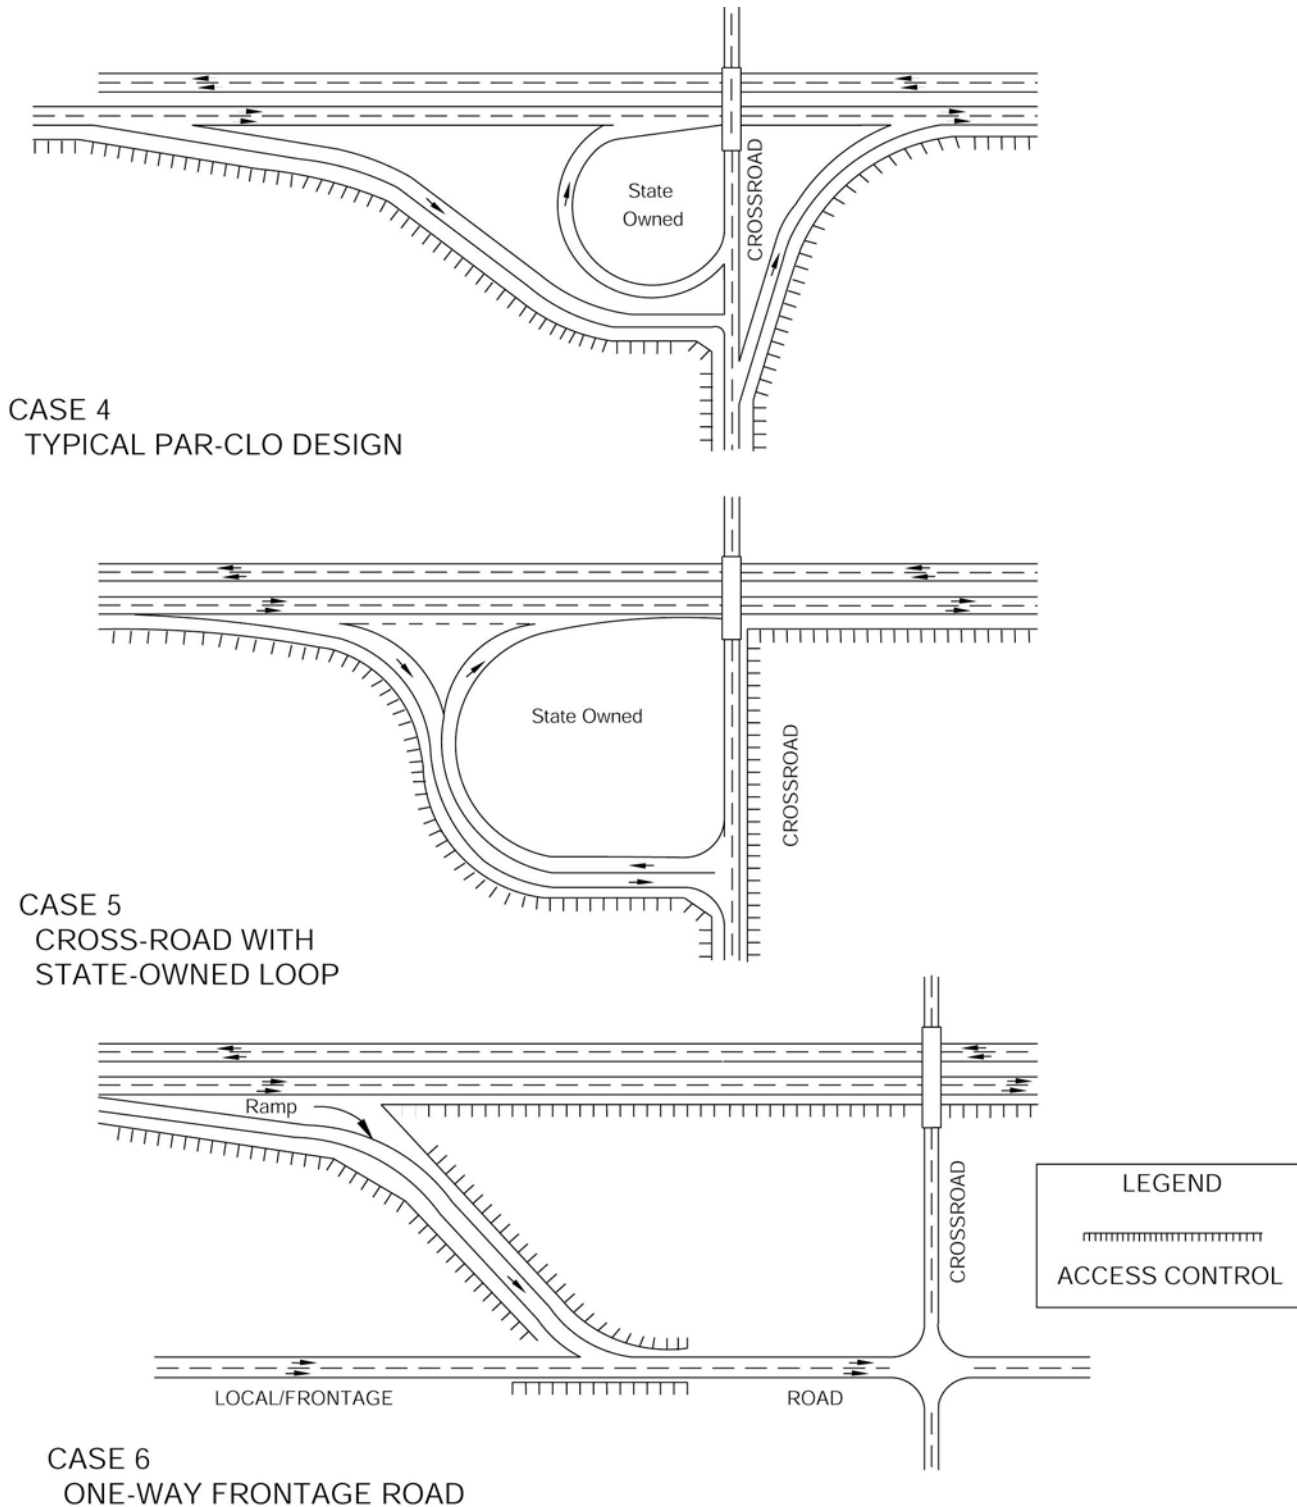 State
Owned
CROSSROAD
CASE 4
TYPICAL PAR-CLO DESIGN
State Owned
CROSSROAD
CASE 5
CROSS-ROAD WITH
STATE-OWNED LOOP
Ramp
CROSSROAD
LEGEND
ACCESS CONTROL
LOCAL/FRONTAGE ROAD
CASE 6
ONE-WAY FRONTAGE ROAD